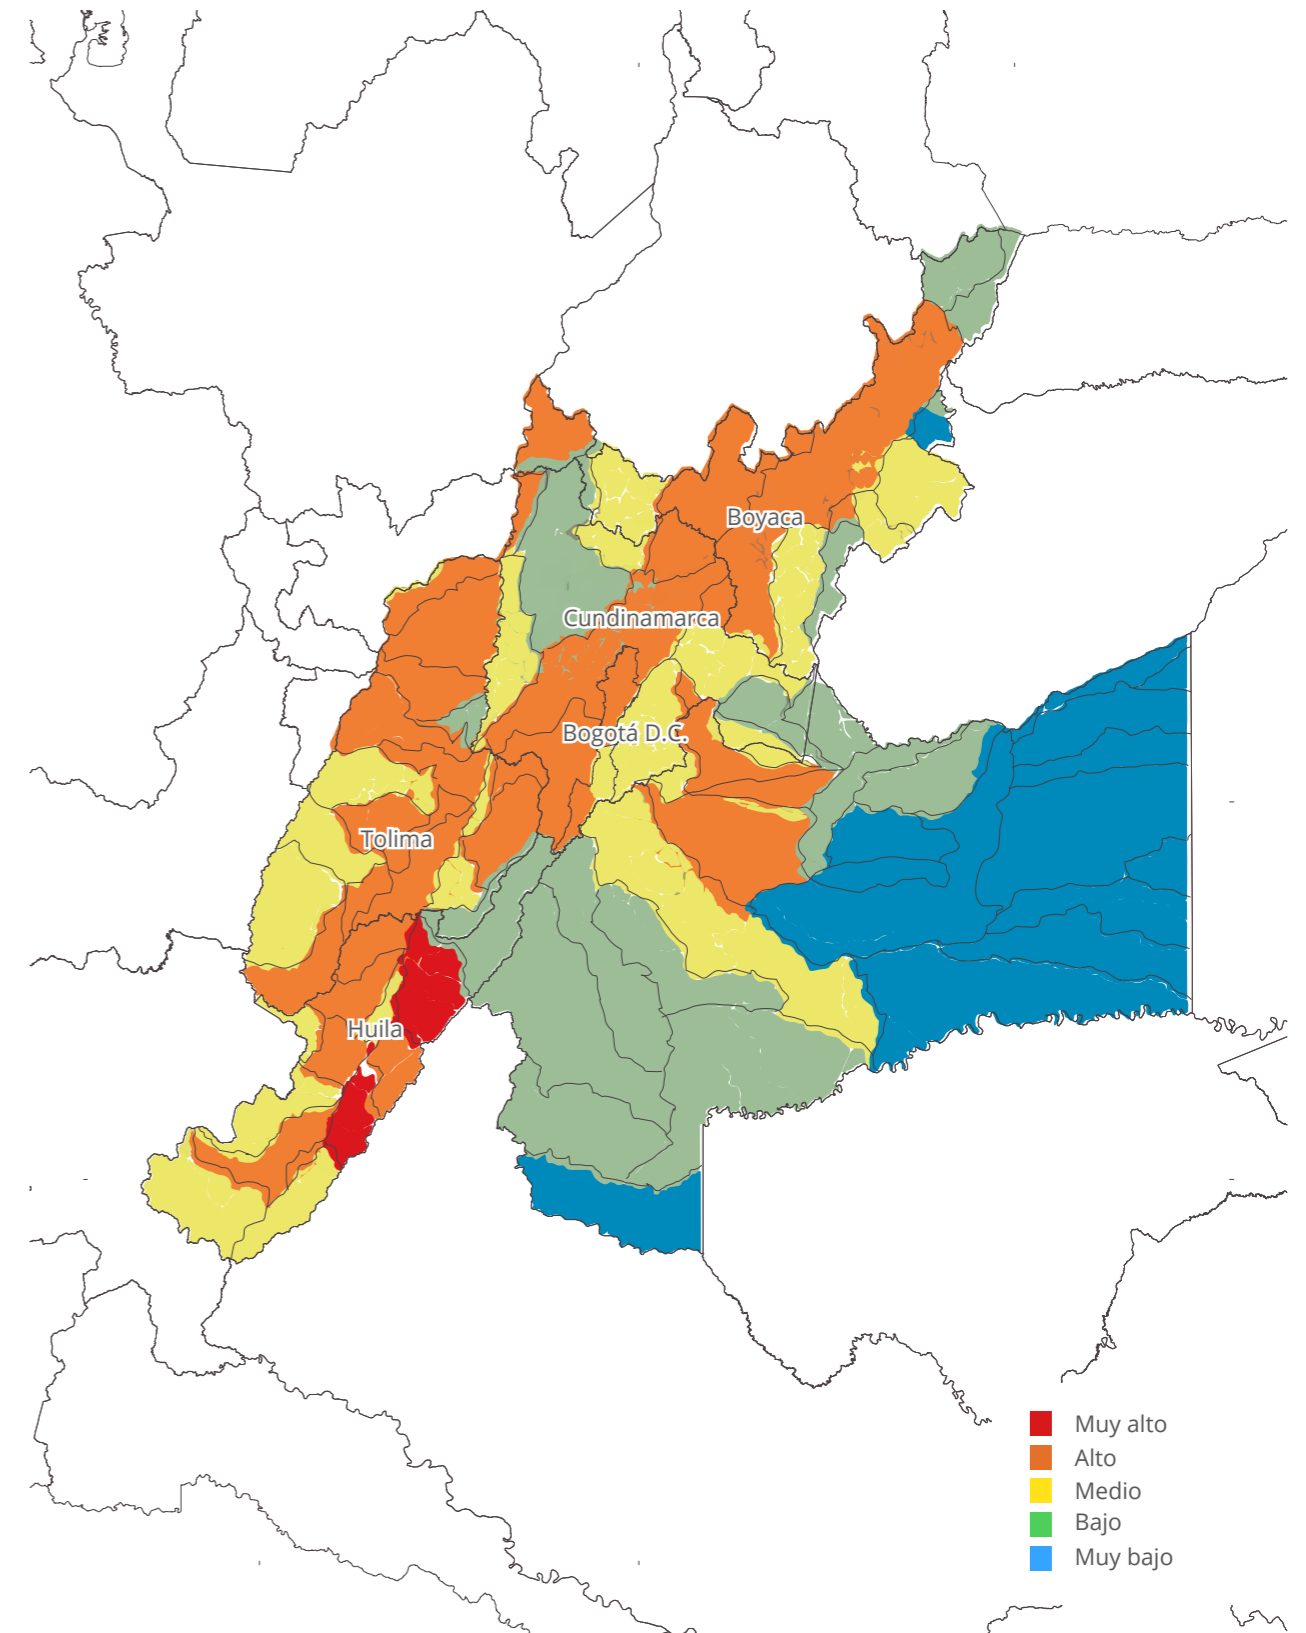 Boyaca
Cundinamarca
Bogotá D.C.
Tolima
Huila
Muy alto
Alto
Medio
Bajo
Muy bajo